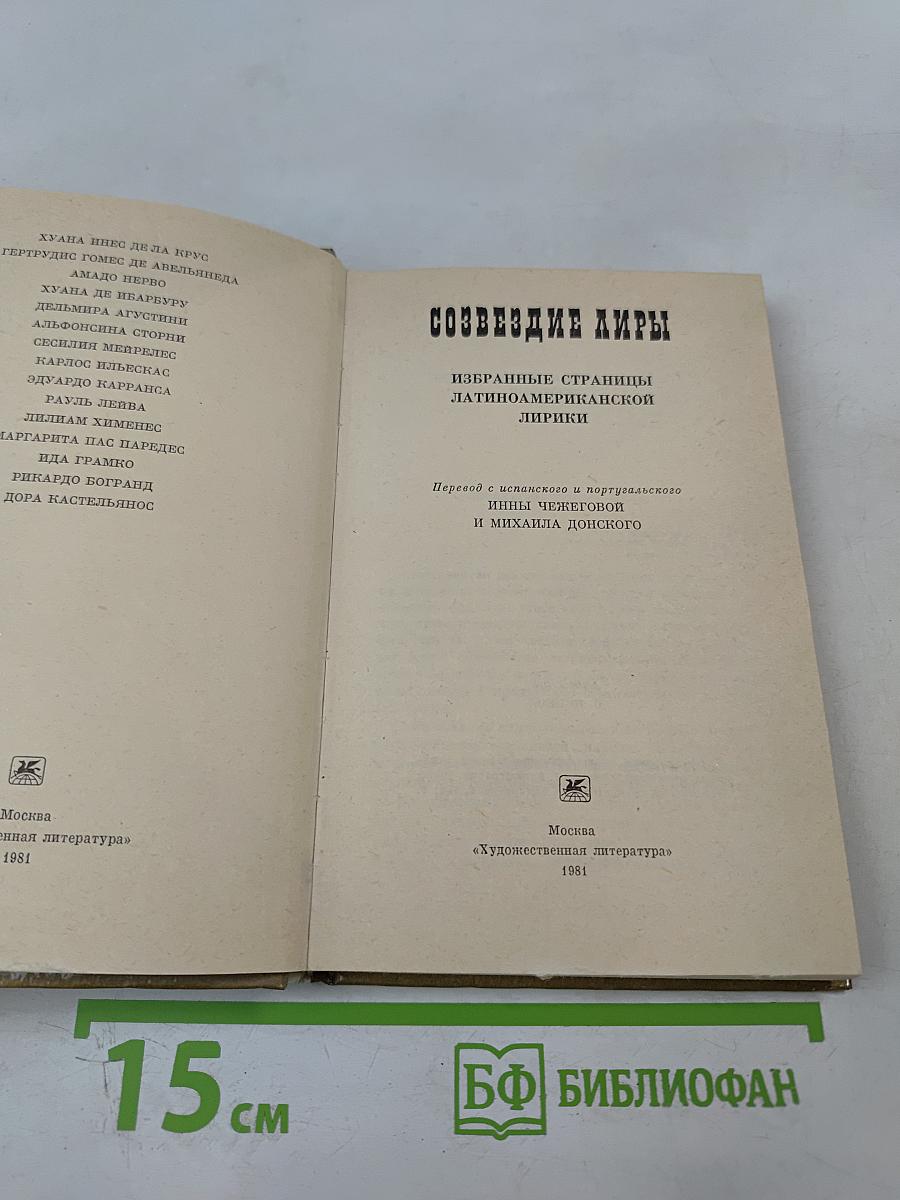 ХУАНА ИНЕС ДЕ ЛА КРУС
ГЕРТРУДИС ГОМЕС ДЕ АВЕЛЬЯНЕДА
АМАДО НЕРВО
ХУАНА ДЕ ИБАРБУРУ
ДЕЛЬМИРА АГУСТИНИ
АЛЬФОНСИНА СТОРНИ
СЕСИЛИЯ МЕЙРЕЛЕС
КАРЛОС ИЛЬЕСКАС
ЭДУАРДО КАРРАНСА
РАУЛЬ ЛЕЙВА
ЛИЛИАМ ХИМЕНЕС
МАРГАРИТА ПАС ПАРЕДЕС
ИДА ГРАМКО
РИКАРДО БОГРАНД
ДОРА КАСТЕЛЬЯНОС
Москва
енная литература»
1981
СОЗВЕЗДИЕ ЛИРЫ
ИЗБРАННЫЕ СТРАНИЦЫ
ЛАТИНОАМЕРИКАНСКОЙ
ЛИРИКИ
Перевод с испанского и португальского
ИННЫ ЧЕЖЕГОВОЙ
И МИХАИЛА ДОНСКОГО
Москва
«Художественная литература»
1981
15 см
БФ БИБЛИОФАН